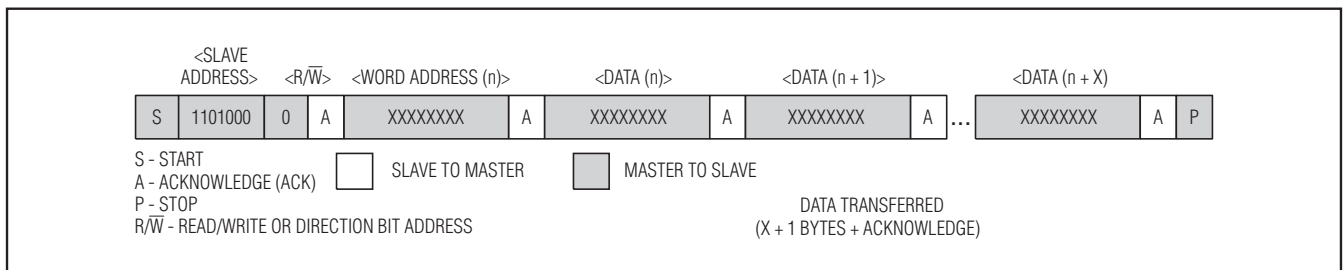 <SLAVE
ADDRESS> <R/W̅> <WORD ADDRESS (n)> <DATA (n)> <DATA (n + 1)> <DATA (n + X)
S 1101000 0 A XXXXXXXX A XXXXXXXX A XXXXXXXX A ... XXXXXXXX A P
S - START
A - ACKNOWLEDGE (ACK) SLAVE TO MASTER MASTER TO SLAVE
P - STOP
R/W̅ - READ/WRITE OR DIRECTION BIT ADDRESS
DATA TRANSFERRED
(X + 1 BYTES + ACKNOWLEDGE)